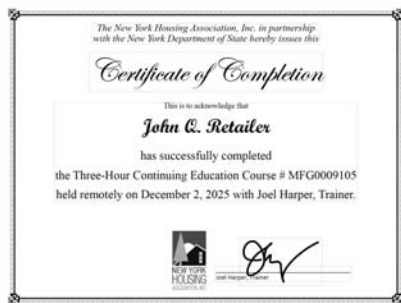 The New York Housing Association, Inc. in partnership
with the New York Department of State hereby issues this
Certificate of Completion
This is to acknowledge that
John Q. Retailer
has successfully completed
the Three-Hour Continuing Education Course # MFG0009105
held remotely on December 2, 2025 with Joel Harper, Trainer.
NEW YORK
HOUSING
ASSOCIATION, INC.
Joel Harper, Trainer